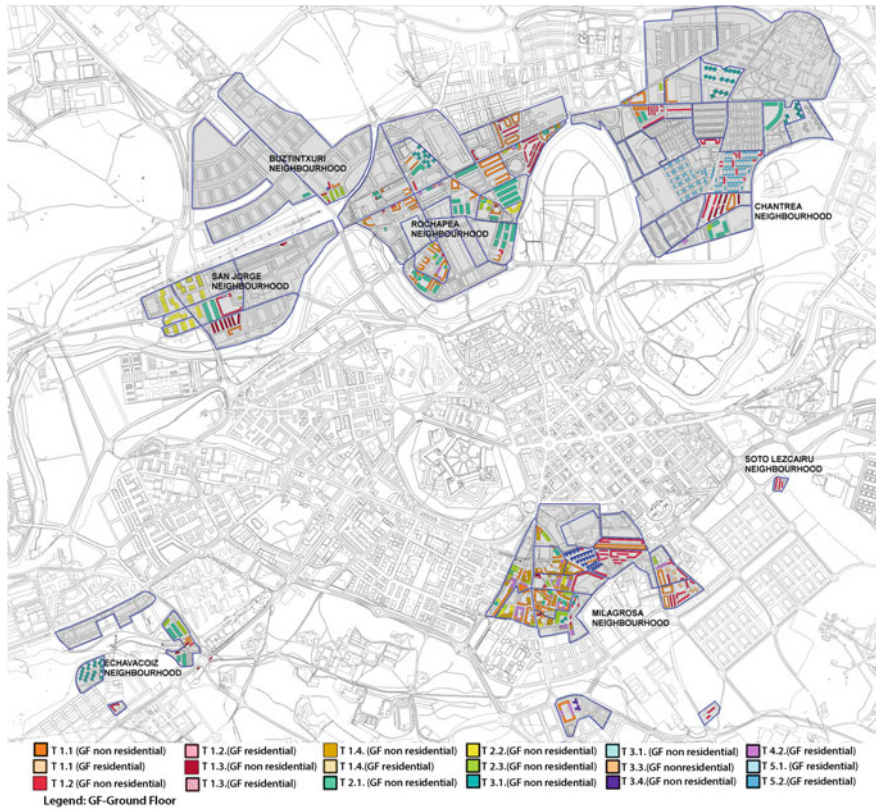 BUZTINTXURI
NEIGHBOURHOOD
ROCHAPEA
NEIGHBOURHOOD
CHANTREA
NEIGHBOURHOOD
SAN JORGE
NEIGHBOURHOOD
SOTO LEZCAIRU
NEIGHBOURHOOD
MILAGROSA
NEIGHBOURHOOD
ECHAVACOIZ
NEIGHBOURHOOD
T 1.1 (GF non residential) T 1.2.(GF residential) T 1.4. (GF non residential) T 2.2. (GF non residential) T 3.1. (GF non residential) T 4.2. (GF residential)
T 1.1 (GF residential) T 1.3.(GF non residential) T 1.4.(GF residential) T 2.3.(GF non residential) T 3.3.(GF nonresidential) T 5.1. (GF residential)
T 1.2 (GF non residential) T 1.3.(GF residential) T 2.1. (GF non residential) T 3.1.(GF non residential) T 3.4.(GF non residential) T 5.2.(GF residential)
Legend: GF-Ground Floor